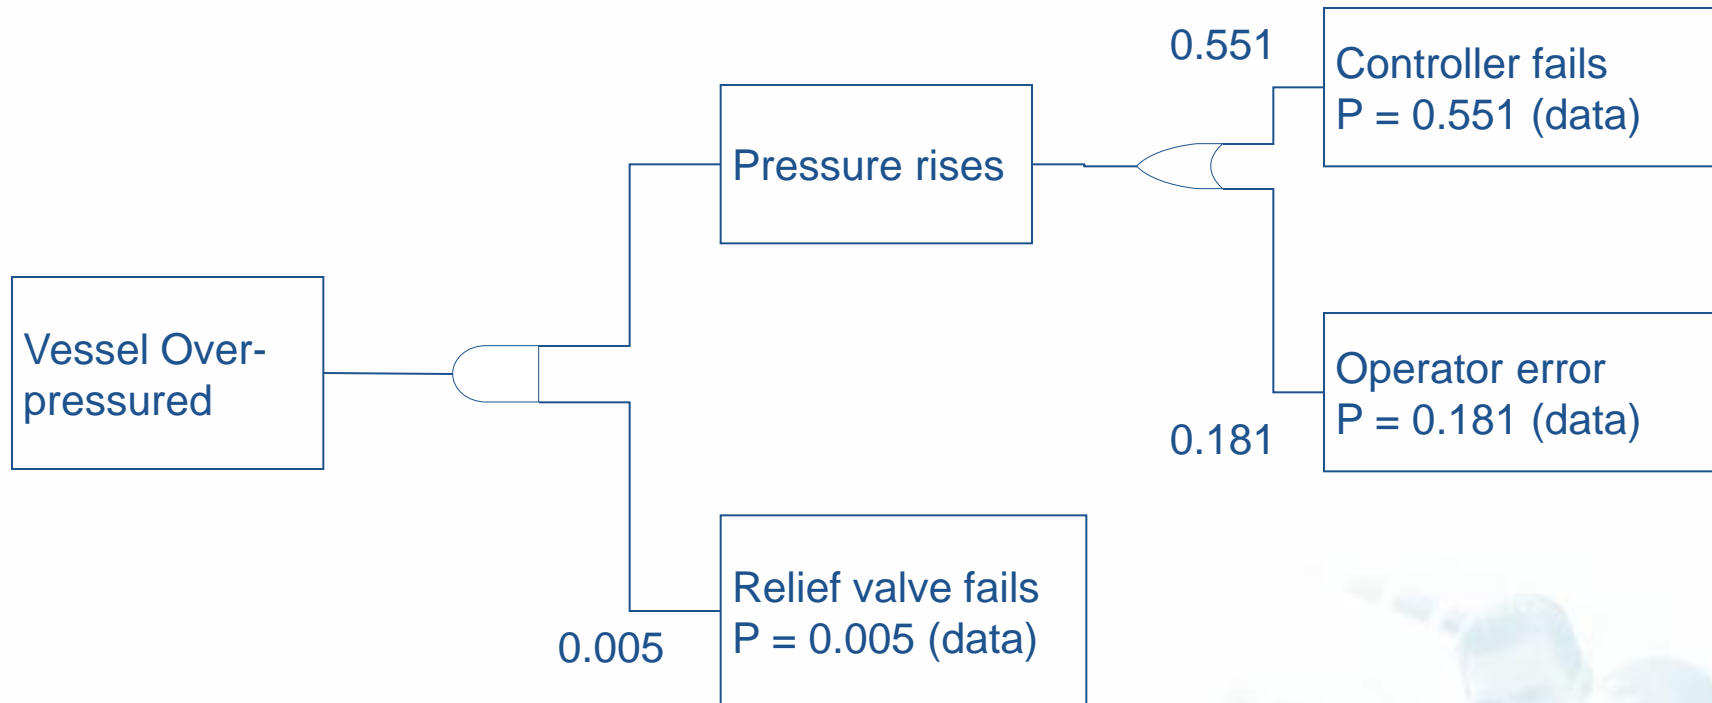 0.551
Controller fails
P = 0.551 (data)
Pressure rises
Vessel Over-
pressured
Operator error
P = 0.181 (data)
0.181
Relief valve fails
P = 0.005 (data)
0.005